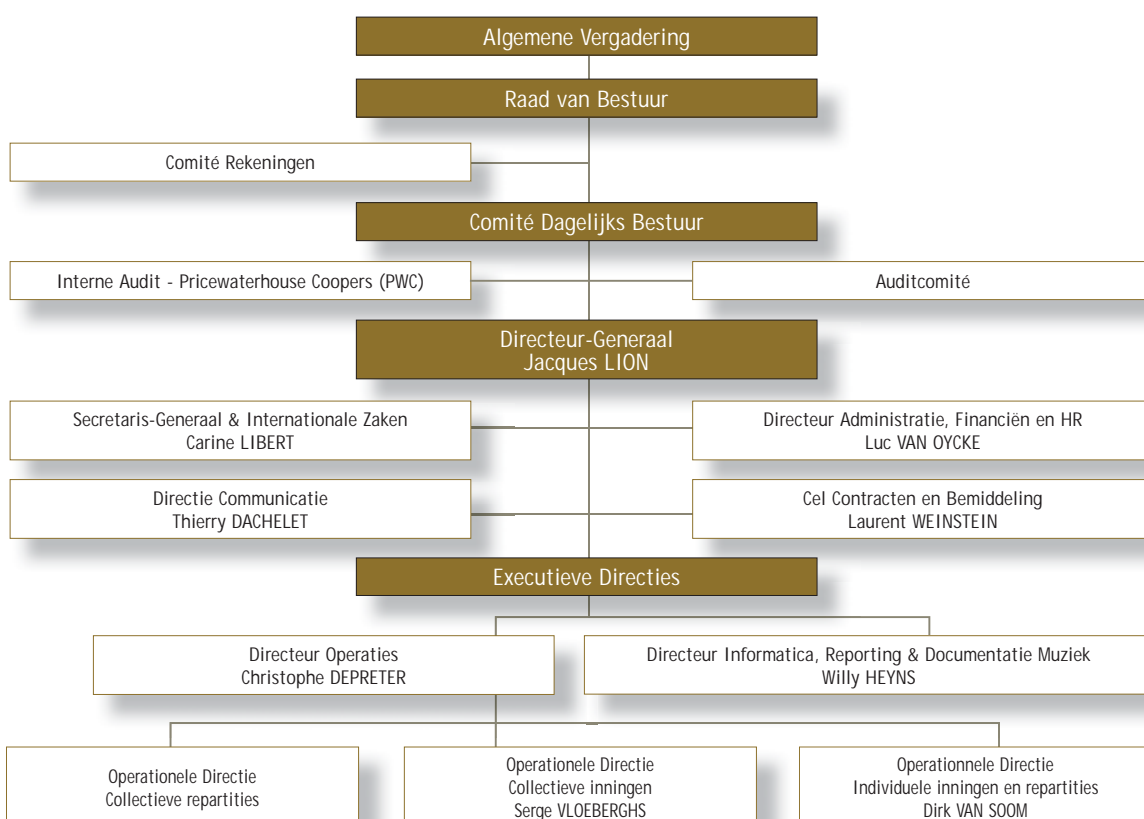 Algemene Vergadering
Raad van Bestuur
Comité Rekeningen
Comité Dagelijks Bestuur
Interne Audit - Pricewaterhouse Coopers (PWC)
Auditcomité
Directeur-Generaal
Jacques LION
Secretaris-Generaal & Internationale Zaken
Carine LIBERT
Directeur Administratie, Financiën en HR
Luc VAN OYCKE
Directie Communicatie
Thierry DACHELET
Cel Contracten en Bemiddeling
Laurent WEINSTEIN
Executieve Directies
Directeur Operaties
Christophe DEPRETER
Directeur Informatica, Reporting & Documentatie Muziek
Willy HEYNS
Operationele Directie
Collectieve repartities
Operationele Directie
Collectieve inningen
Serge VLOEBERGHS
Operationnele Directie
Individuele inningen en repartities
Dirk VAN SOOM